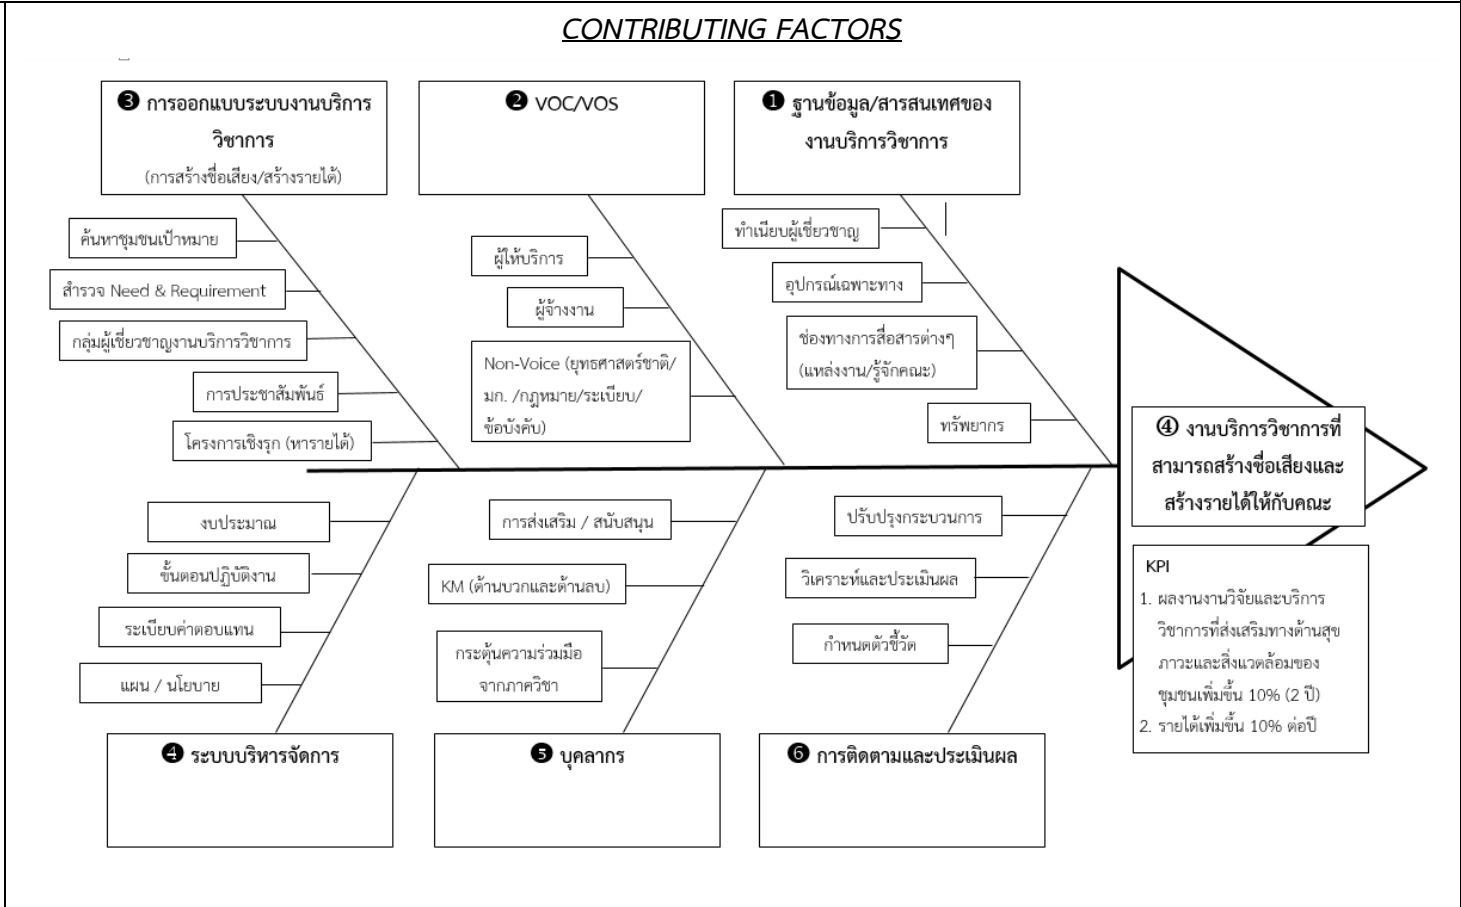 CONTRIBUTING FACTORS
❸ การออกแบบระบบงานบริการ
วิชาการ
(การสร้างชื่อเสียง/สร้างรายได้)
❷ VOC/VOS
❶ ฐานข้อมูล/สารสนเทศของ
งานบริการวิชาการ
ค้นหาชุมชนเป้าหมาย
สำรวจ Need & Requirement
กลุ่มผู้เชี่ยวชาญงานบริการวิชาการ
การประชาสัมพันธ์
โครงการเชิงรุก (หารายได้)
ผู้ให้บริการ
ผู้จ้างงาน
Non-Voice (ยุทธศาสตร์ชาติ/
มก. /กฎหมาย/ระเบียบ/
ข้อบังคับ)
ทำเนียบผู้เชี่ยวชาญ
อุปกรณ์เฉพาะทาง
ช่องทางการสื่อสารต่างๆ
(แหล่งงาน/รู้จักคณะ)
ทรัพยากร
④ งานบริการวิชาการที่
สามารถสร้างชื่อเสียงและ
สร้างรายได้ให้กับคณะ
งบประมาณ
ขั้นตอนปฏิบัติงาน
ระเบียบค่าตอบแทน
แผน / นโยบาย
การส่งเสริม / สนับสนุน
KM (ด้านบวกและด้านลบ)
กระตุ้นความร่วมมือ
จากภาควิชา
ปรับปรุงกระบวนการ
วิเคราะห์และประเมินผล
กำหนดตัวชี้วัด
KPI
1. ผลงานงานวิจัยและบริการ
วิชาการที่ส่งเสริมทางด้านสุข
ภาวะและสิ่งแวดล้อมของ
ชุมชนเพิ่มขึ้น 10% (2 ปี)
2. รายได้เพิ่มขึ้น 10% ต่อปี
❹ ระบบบริหารจัดการ
❺ บุคลากร
❻ การติดตามและประเมินผล